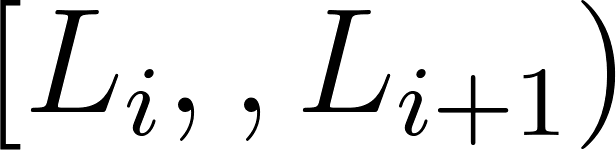 [L_i, , L_{i+1})